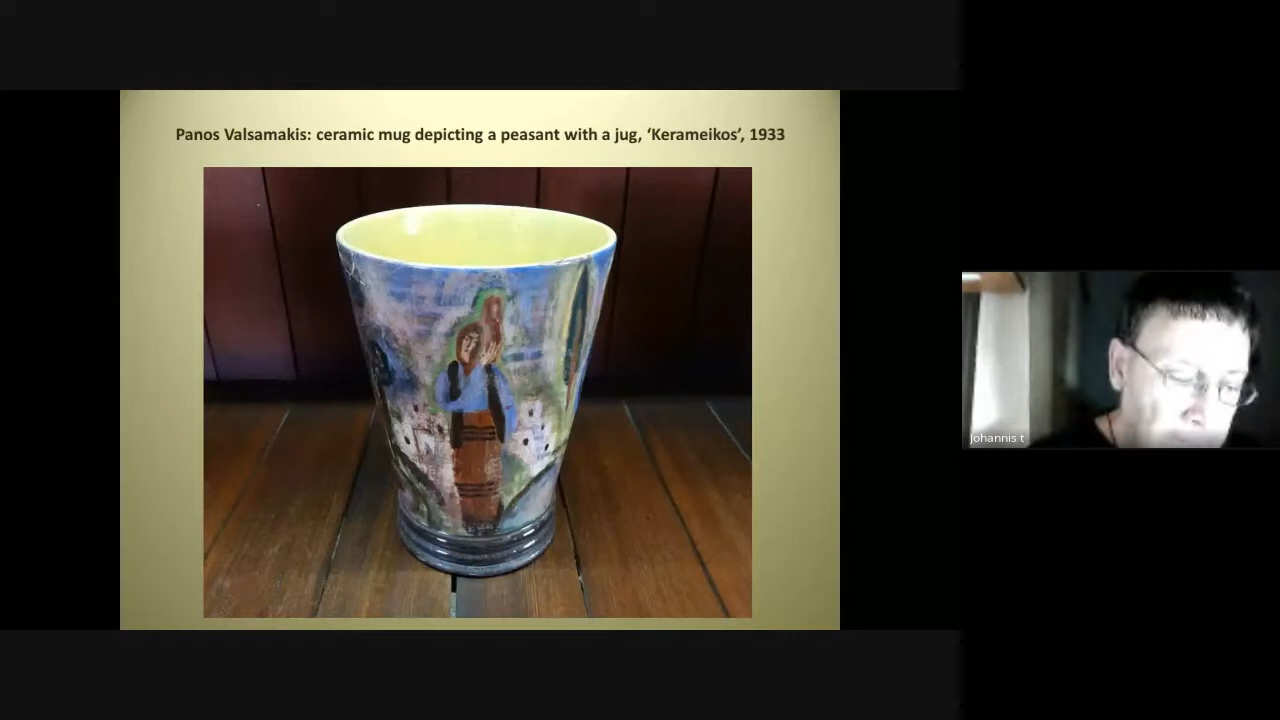 Panos Valsamakis: ceramic mug depicting a peasant with a jug, ‘Kerameikos’, 1933
Johannis t